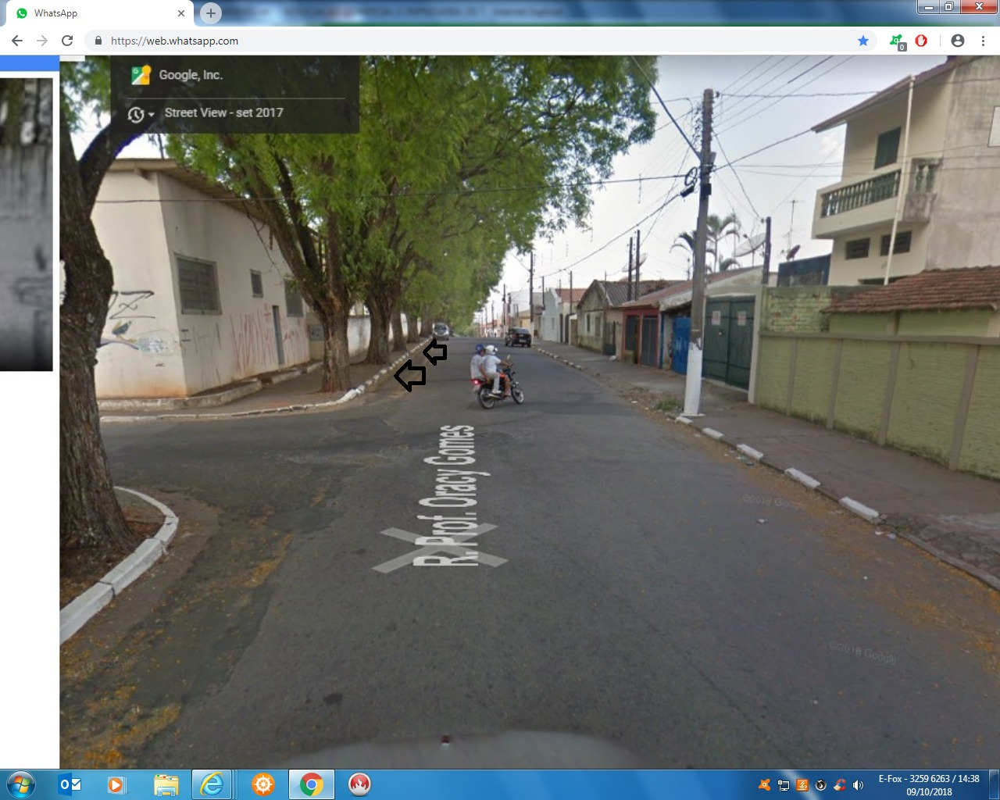 WhatsApp
https://web.whatsapp.com
0
Google, Inc.
Street View - set 2017
R. Prof. Oracy Gomes
©2018 Google
©2018 Google
E-Fox - 3259 6263 / 14:38
09/10/2018